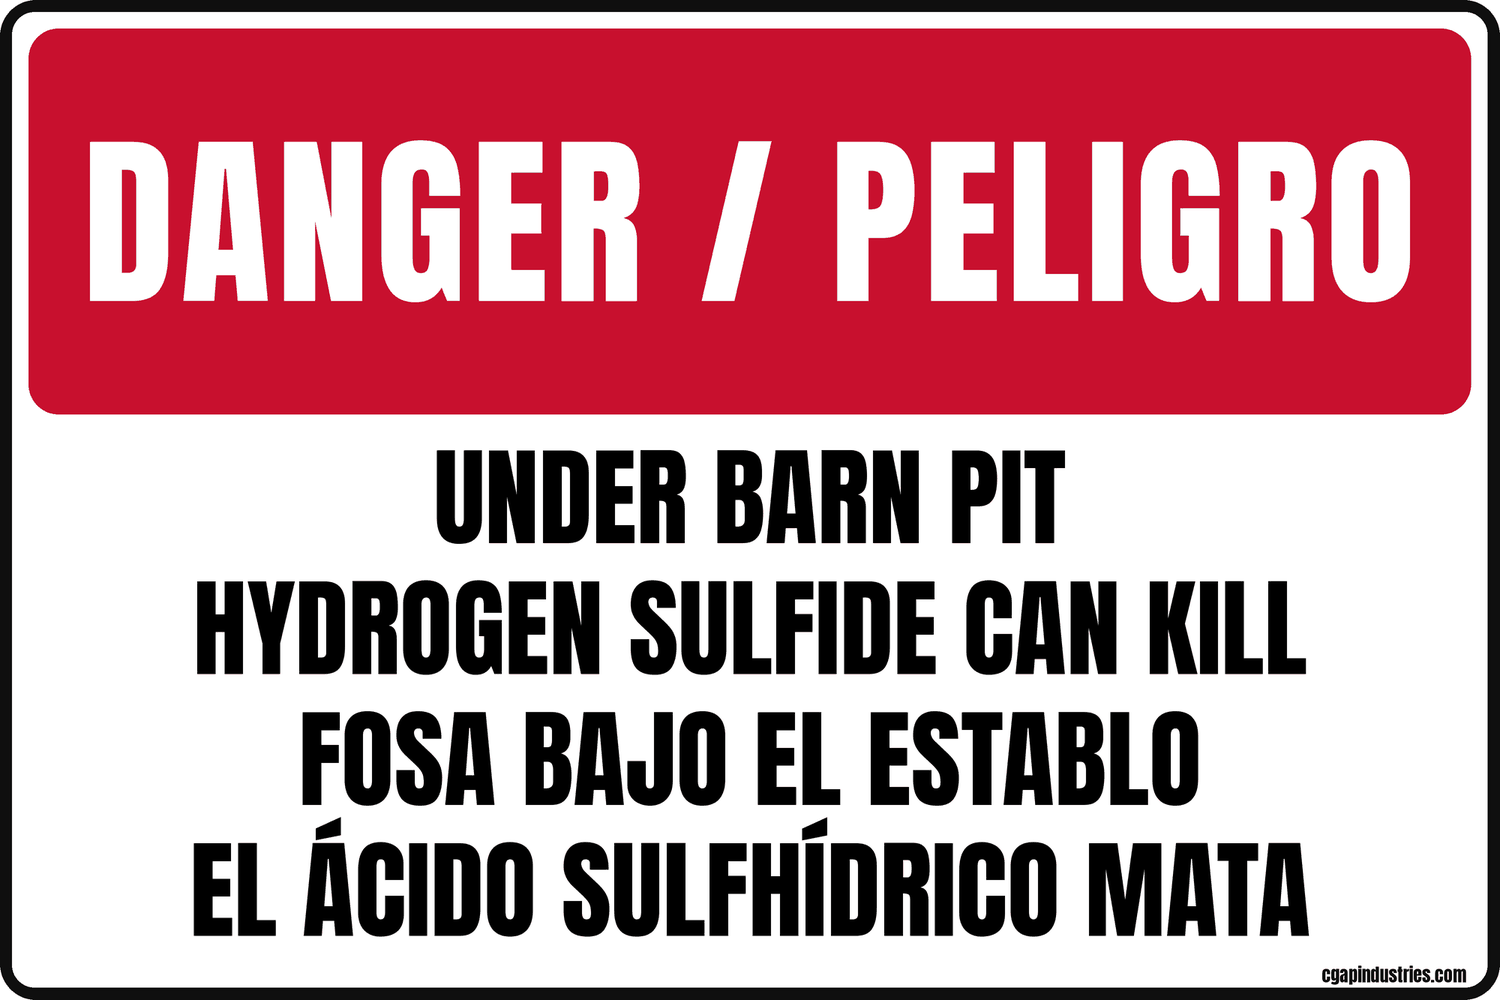 DANGER / PELIGRO
UNDER BARN PIT
HYDROGEN SULFIDE CAN KILL
FOSA BAJO EL ESTABLO
EL ÁCIDO SULFHÍDRICO MATA
cgapindustries.com